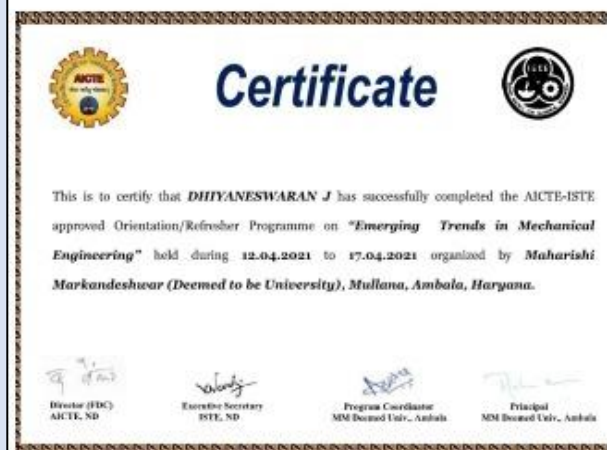 AICTE
Certificate
ISTE
This is to certify that DHIYANESWARAN J has successfully completed the AICTE-ISTE
approved Orientation/Refresher Programme on "Emerging Trends in Mechanical
Engineering" held during 12.04.2021 to 17.04.2021 organized by Maharishi
Markandeshwar (Deemed to be University), Mullana, Ambala, Haryana.
Director (FDC)
AICTE, ND
Executive Secretary
ISTE, ND
Program Coordinator
MM Deemed Univ., Ambala
Principal
MM Deemed Univ., Ambala